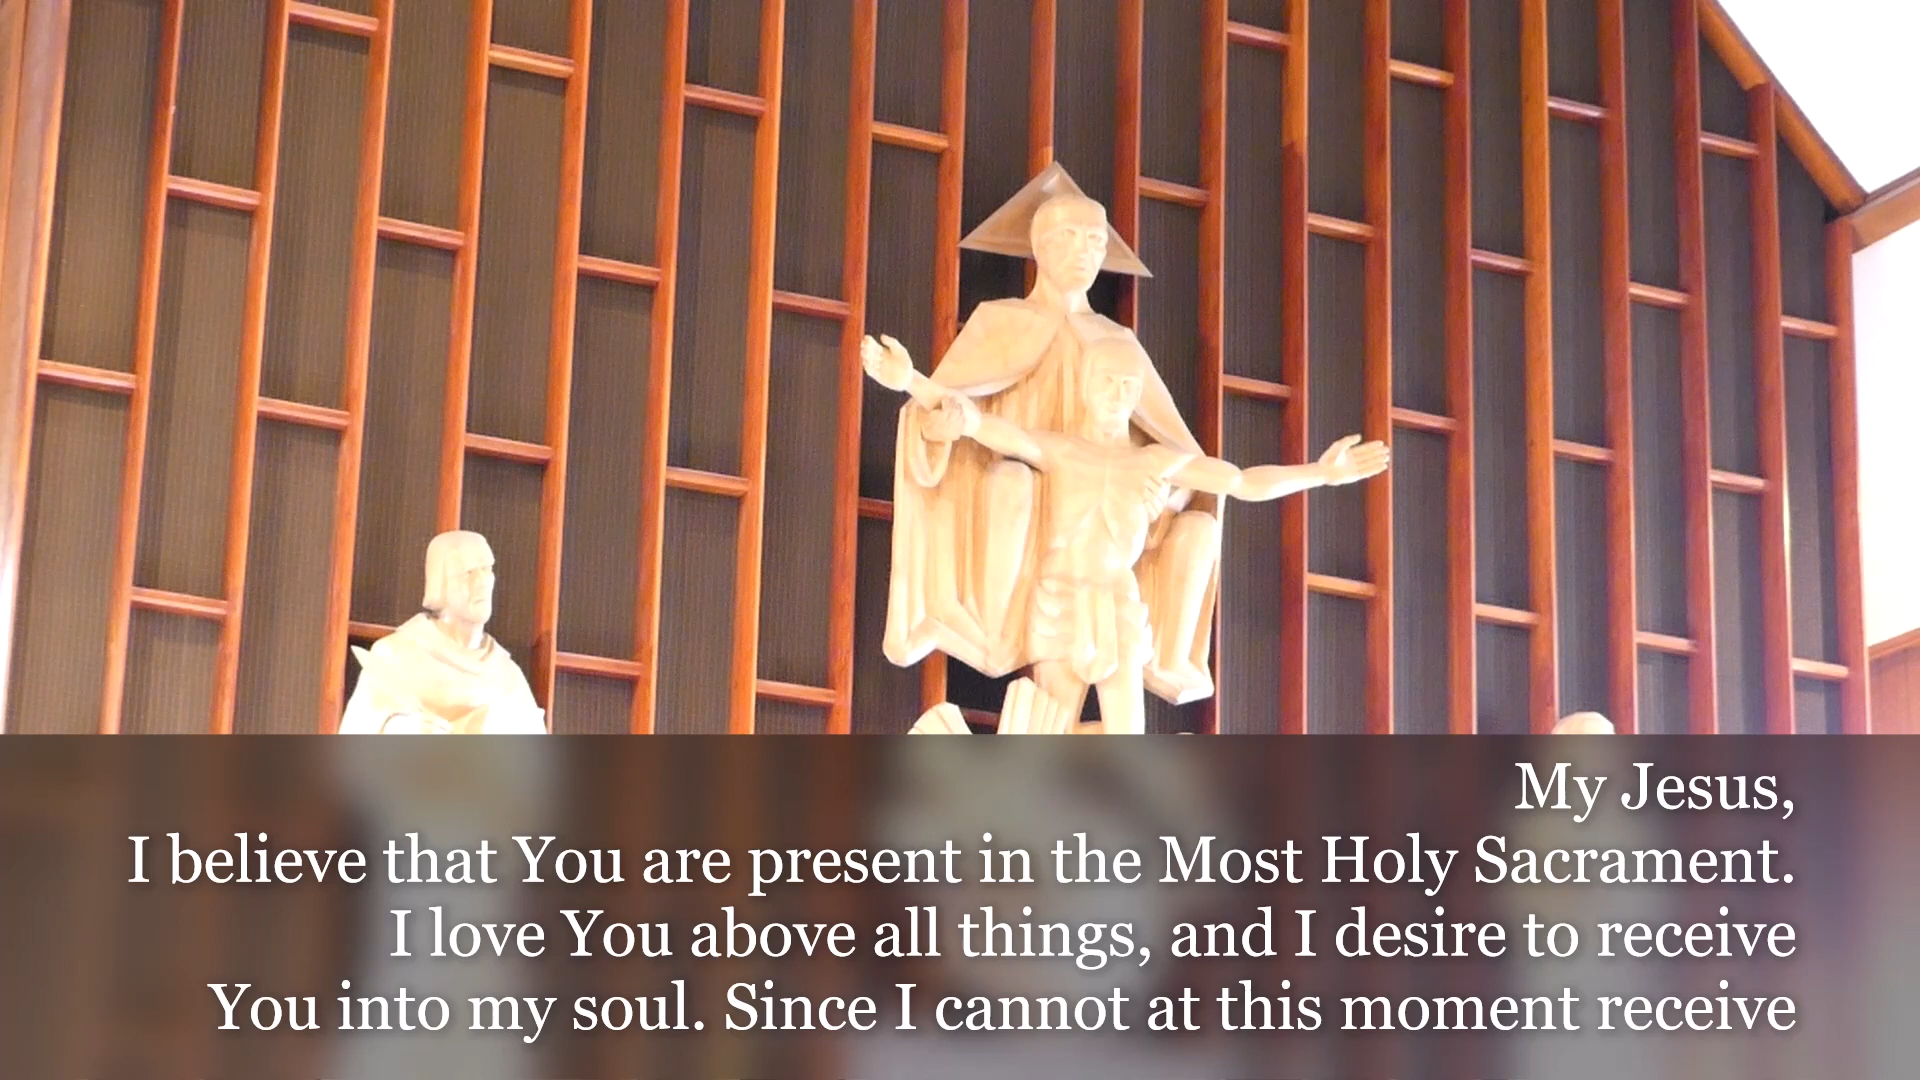 My Jesus,
I believe that You are present in the Most Holy Sacrament.
I love You above all things, and I desire to receive
You into my soul. Since I cannot at this moment receive